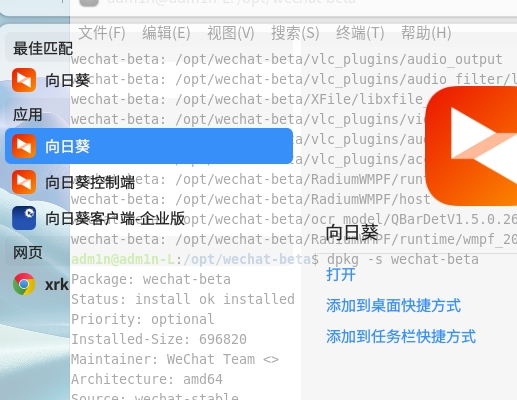 文件(F) 编辑(E) 视图(V) 搜索(S) 终端(T) 帮助(H)
最佳匹配
向日葵
应用
向日葵
向日葵控制端
向日葵客户端-企业版
网页
xrk
wechat-beta: /opt/wechat-beta/vlc_plugins/audio_output
wechat-beta: /opt/wechat-beta/vlc_plugins/audio_filter/l
wechat-beta: /opt/wechat-beta/XFile/libxfile
wechat-beta: /opt/wechat-beta/vlc_plugins/vi
wechat-beta: /opt/wechat-beta/vlc_plugins/au
wechat-beta: /opt/wechat-beta/vlc_plugins/acc
wechat-beta: /opt/wechat-beta/RadiumWMPF/runt
wechat-beta: /opt/wechat-beta/RadiumWMPF/host
wechat-beta: /opt/wechat-beta/ocr_model/QBarDetV1.5.0.26
wechat-beta: /opt/wechat-beta/RadiumWMPF/runtime/wmpf_20
adm1n@adm1n-L:/opt/wechat-beta$ dpkg -s wechat-beta
Package: wechat-beta
Status: install ok installed
Priority: optional
Installed-Size: 696820
Maintainer: WeChat Team <>
Architecture: amd64
Source: wechat-stable
向日葵
打开
添加到桌面快捷方式
添加到任务栏快捷方式